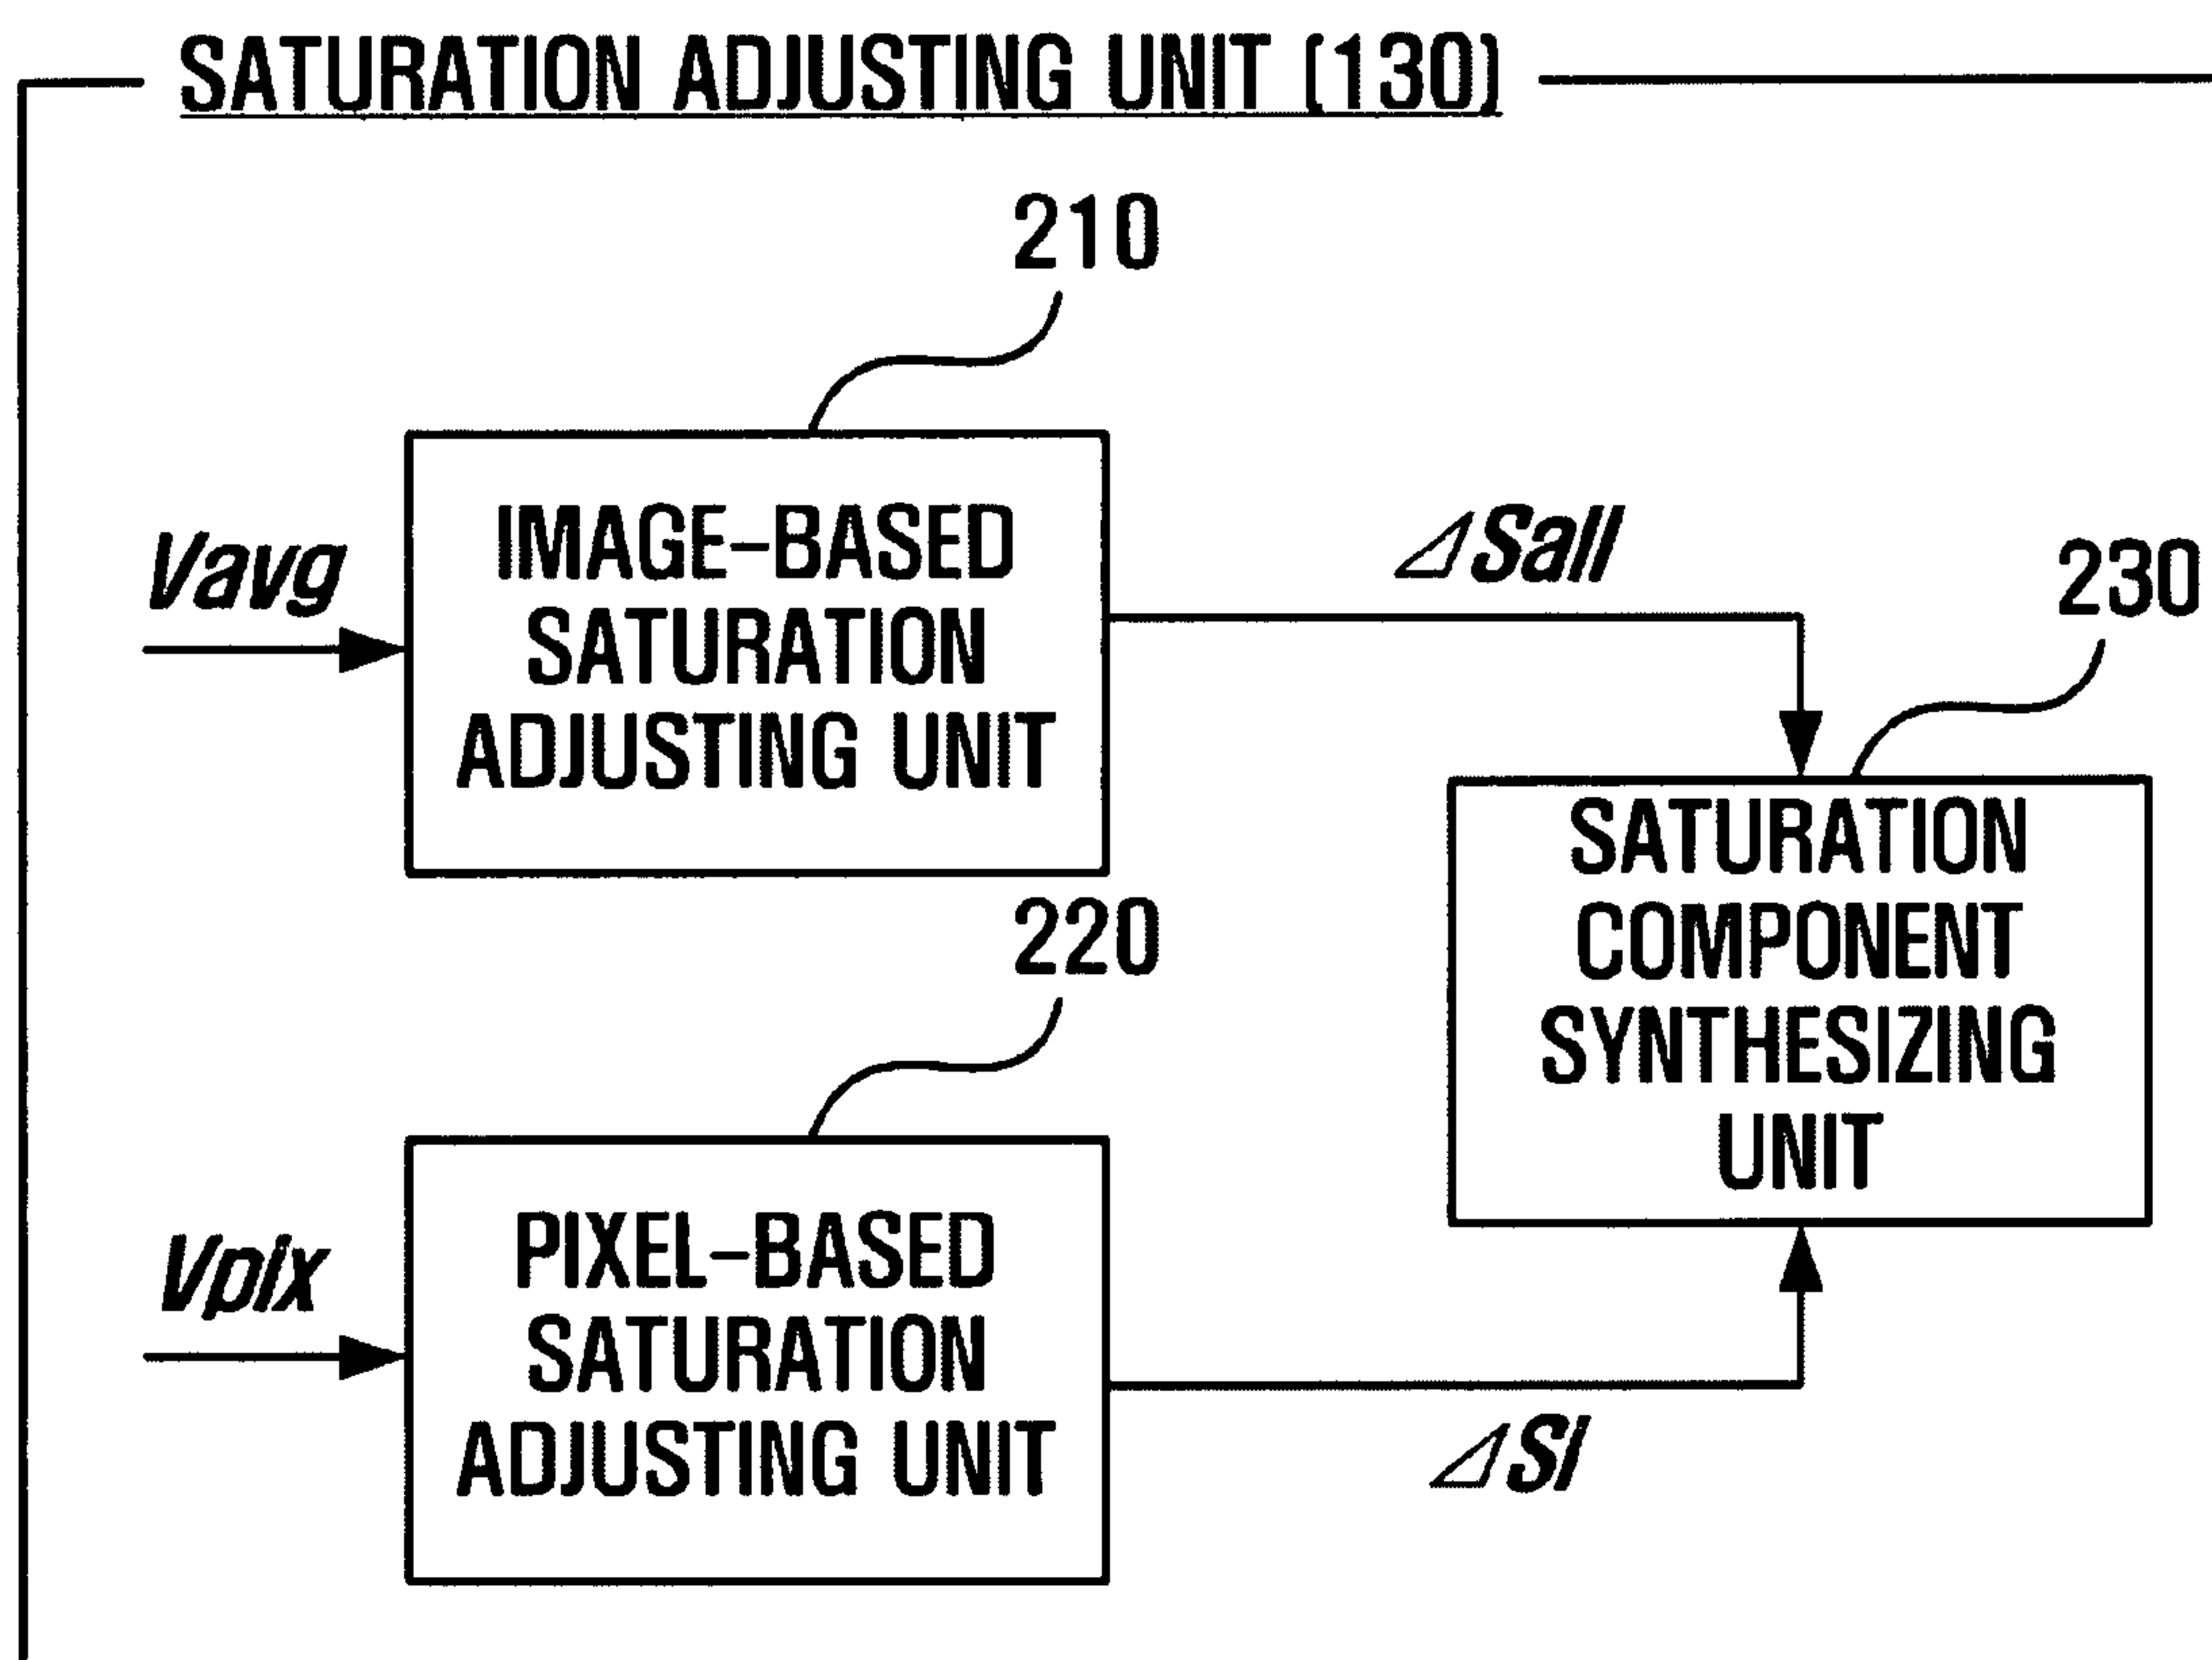 SATURATION ADJUSTING UNIT (130)
210
Vavg
IMAGE-BASED
SATURATION
ADJUSTING UNIT
⊿Sall
230
SATURATION
COMPONENT
SYNTHESIZING
UNIT
220
Vpix
PIXEL-BASED
SATURATION
ADJUSTING UNIT
⊿SI